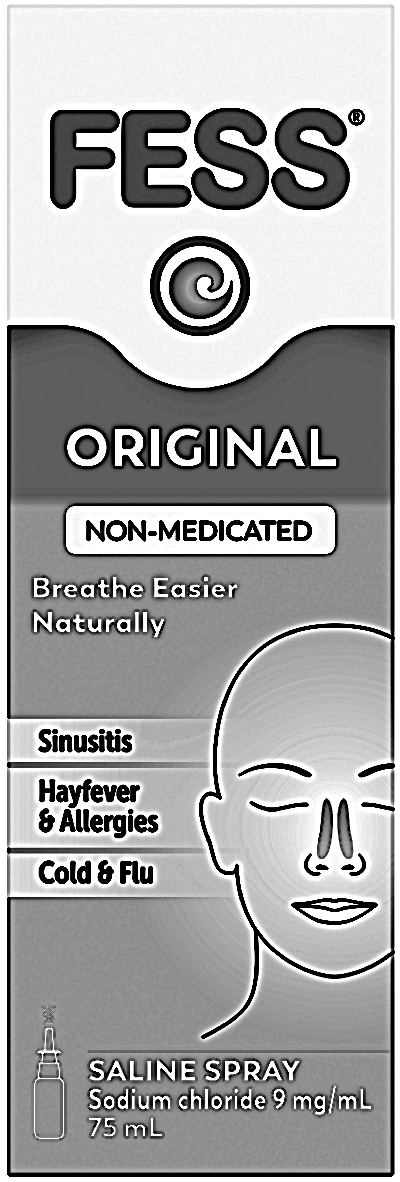 FESS®
ORIGINAL
NON-MEDICATED
Breathe Easier
Naturally
Sinusitis
Hayfever
& Allergies
Cold & Flu
SALINE SPRAY
Sodium chloride 9 mg/mL
75 mL